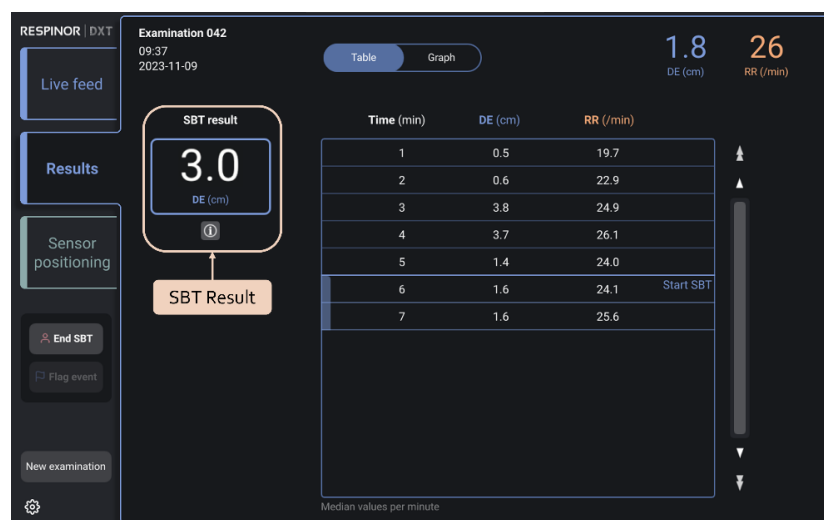 RESPINOR DXT
Live feed
Results
Sensor
positioning
End SBT
Flag event
New examination
Examination 042
09:37
2023-11-09
Table Graph
1.8
DE (cm)
26
RR (/min)
SBT result
3.0
DE (cm)
SBT Result
Time (min) DE (cm) RR (/min)
1 0.5 19.7
2 0.6 22.9
3 3.8 24.9
4 3.7 26.1
5 1.4 24.0
6 1.6 24.1 Start SBT
7 1.6 25.6
Median values per minute